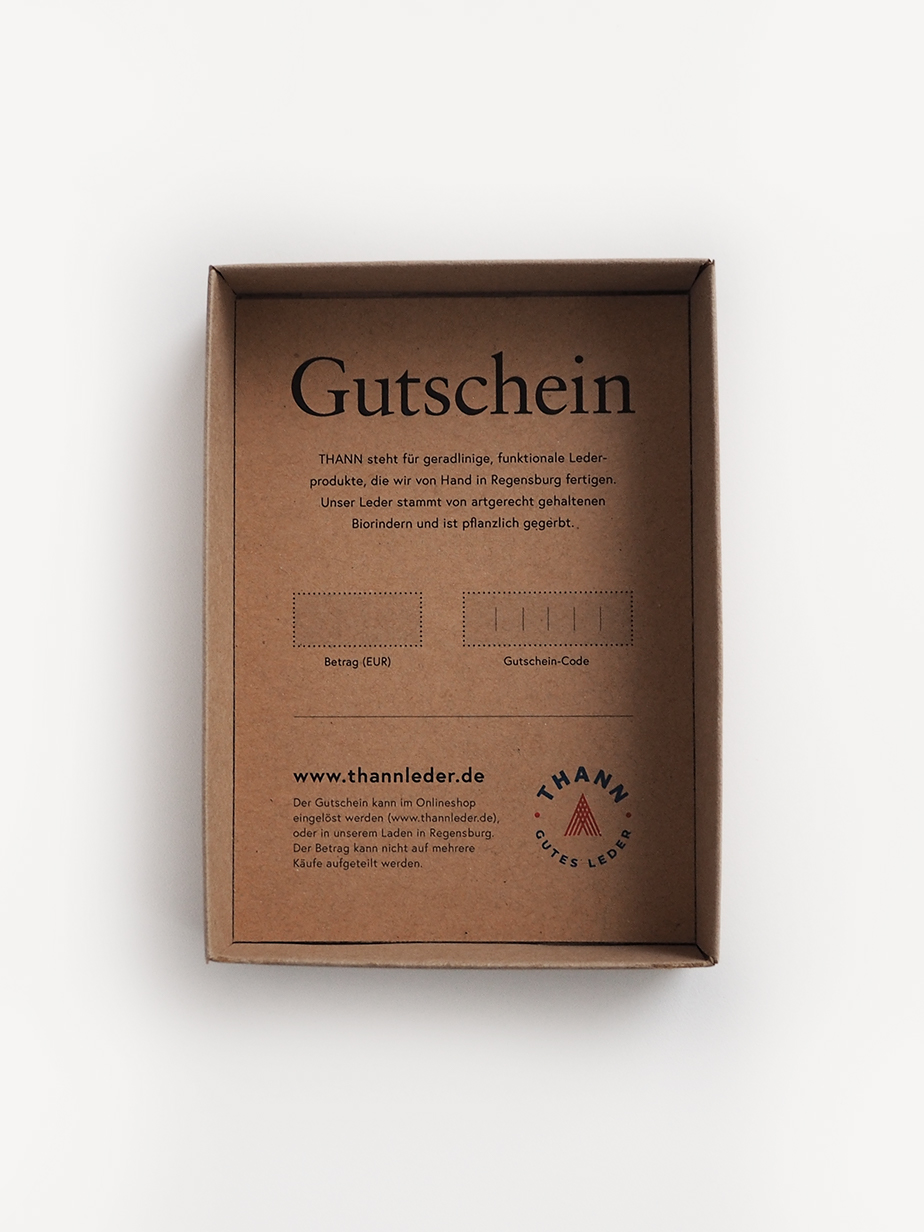 Gutschein
THANN steht für geradlinige, funktionale Leder-
produkte, die wir von Hand in Regensburg fertigen.
Unser Leder stammt von artgerecht gehaltenen
Biorindern und ist pflanzlich gegerbt.
Betrag (EUR)
Gutschein-Code
www.thannleder.de
Der Gutschein kann im Onlineshop
eingelöst werden (www.thannleder.de),
oder in unserem Laden in Regensburg.
Der Betrag kann nicht auf mehrere
Käufe aufgeteilt werden.
THANN
GUTES LEDER